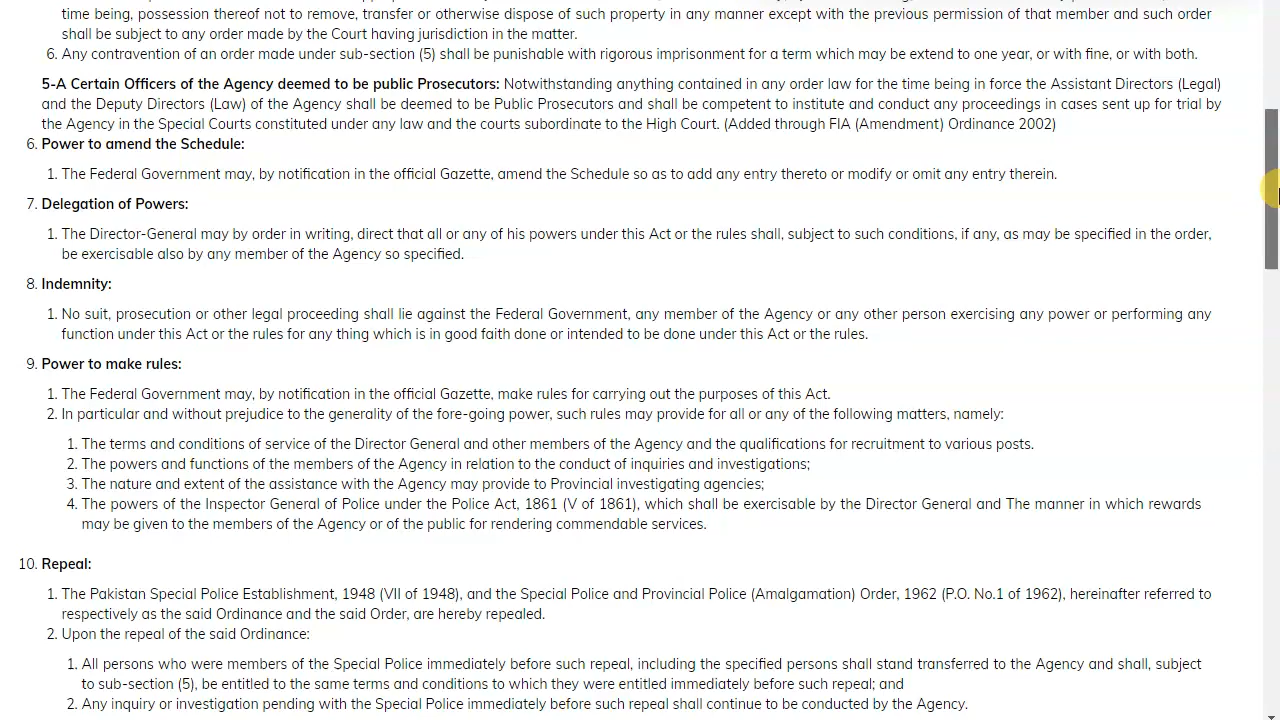 time being, possession thereof not to remove, transfer or otherwise dispose of such property in any manner except with the previous permission of that member and such order
shall be subject to any order made by the Court having jurisdiction in the matter.
6. Any contravention of an order made under sub-section (5) shall be punishable with rigorous imprisonment for a term which may be extend to one year, or with fine, or with both.
5-A Certain Officers of the Agency deemed to be public Prosecutors: Notwithstanding anything contained in any order law for the time being in force the Assistant Directors (Legal)
and the Deputy Directors (Law) of the Agency shall be deemed to be Public Prosecutors and shall be competent to institute and conduct any proceedings in cases sent up for trial by
the Agency in the Special Courts constituted under any law and the courts subordinate to the High Court. (Added through FIA (Amendment) Ordinance 2002)
6. Power to amend the Schedule:
1. The Federal Government may, by notification in the official Gazette, amend the Schedule so as to add any entry thereto or modify or omit any entry therein.
7. Delegation of Powers:
1. The Director-General may by order in writing, direct that all or any of his powers under this Act or the rules shall, subject to such conditions, if any, as may be specified in the order,
be exercisable also by any member of the Agency so specified.
8. Indemnity:
1. No suit, prosecution or other legal proceeding shall lie against the Federal Government, any member of the Agency or any other person exercising any power or performing any
function under this Act or the rules for any thing which is in good faith done or intended to be done under this Act or the rules.
9. Power to make rules:
1. The Federal Government may, by notification in the official Gazette, make rules for carrying out the purposes of this Act.
2. In particular and without prejudice to the generality of the fore-going power, such rules may provide for all or any of the following matters, namely:
1. The terms and conditions of service of the Director General and other members of the Agency and the qualifications for recruitment to various posts.
2. The powers and functions of the members of the Agency in relation to the conduct of inquiries and investigations;
3. The nature and extent of the assistance with the Agency may provide to Provincial investigating agencies;
4. The powers of the Inspector General of Police under the Police Act, 1861 (V of 1861), which shall be exercisable by the Director General and The manner in which rewards
may be given to the members of the Agency or of the public for rendering commendable services.
10. Repeal:
1. The Pakistan Special Police Establishment, 1948 (VII of 1948), and the Special Police and Provincial Police (Amalgamation) Order, 1962 (P.O. No.1 of 1962), hereinafter referred to
respectively as the said Ordinance and the said Order, are hereby repealed.
2. Upon the repeal of the said Ordinance:
1. All persons who were members of the Special Police immediately before such repeal, including the specified persons shall stand transferred to the Agency and shall, subject
to sub-section (5), be entitled to the same terms and conditions to which they were entitled immediately before such repeal; and
2. Any inquiry or investigation pending with the Special Police immediately before such repeal shall continue to be conducted by the Agency.